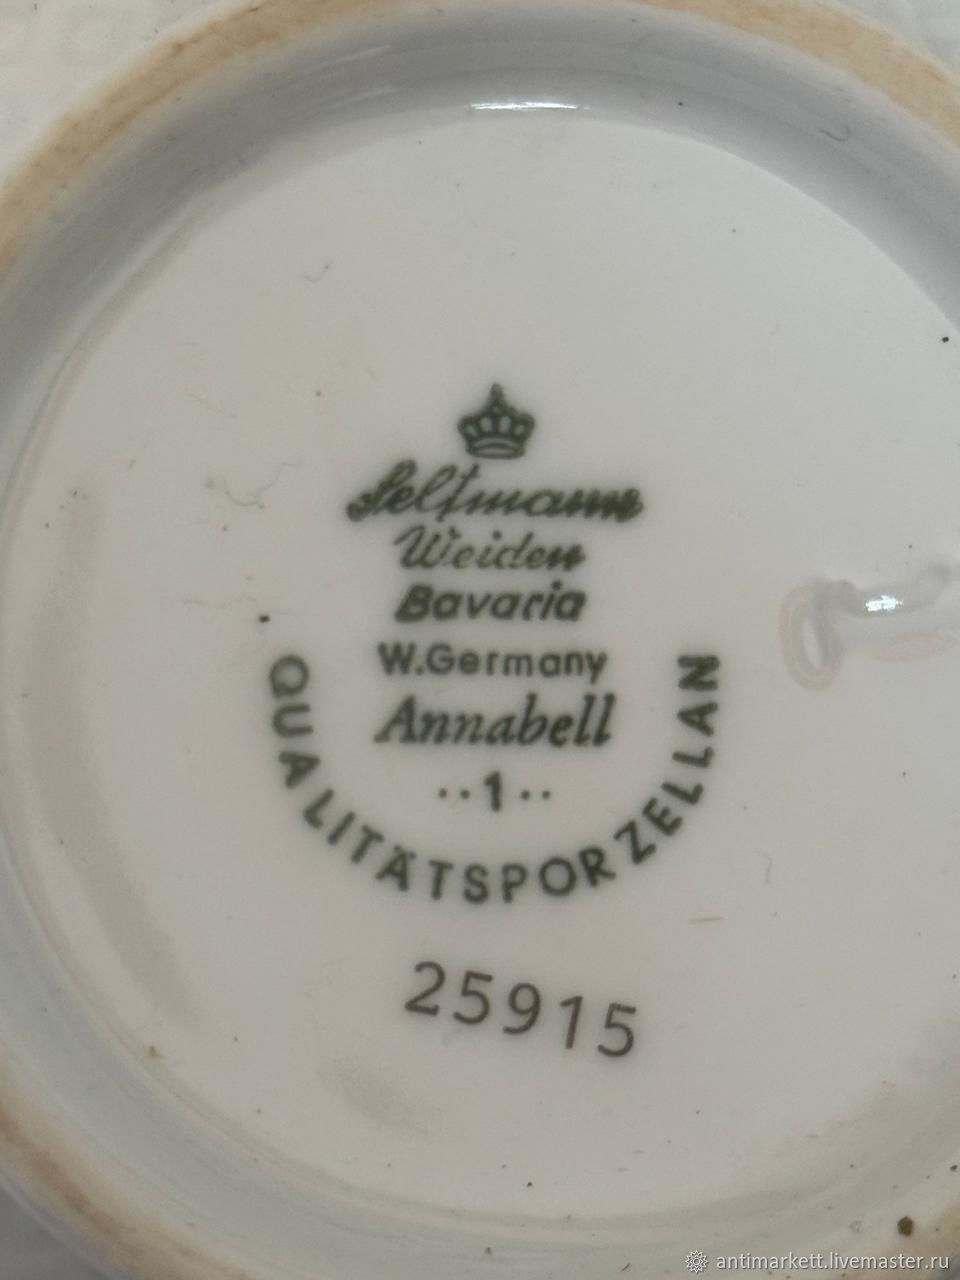 Seltmann
Weiden
Bavaria
W.Germany
Annabell
··1··
QUALITÄTSPORZELLAN
25915
antimarkett.livemaster.ru